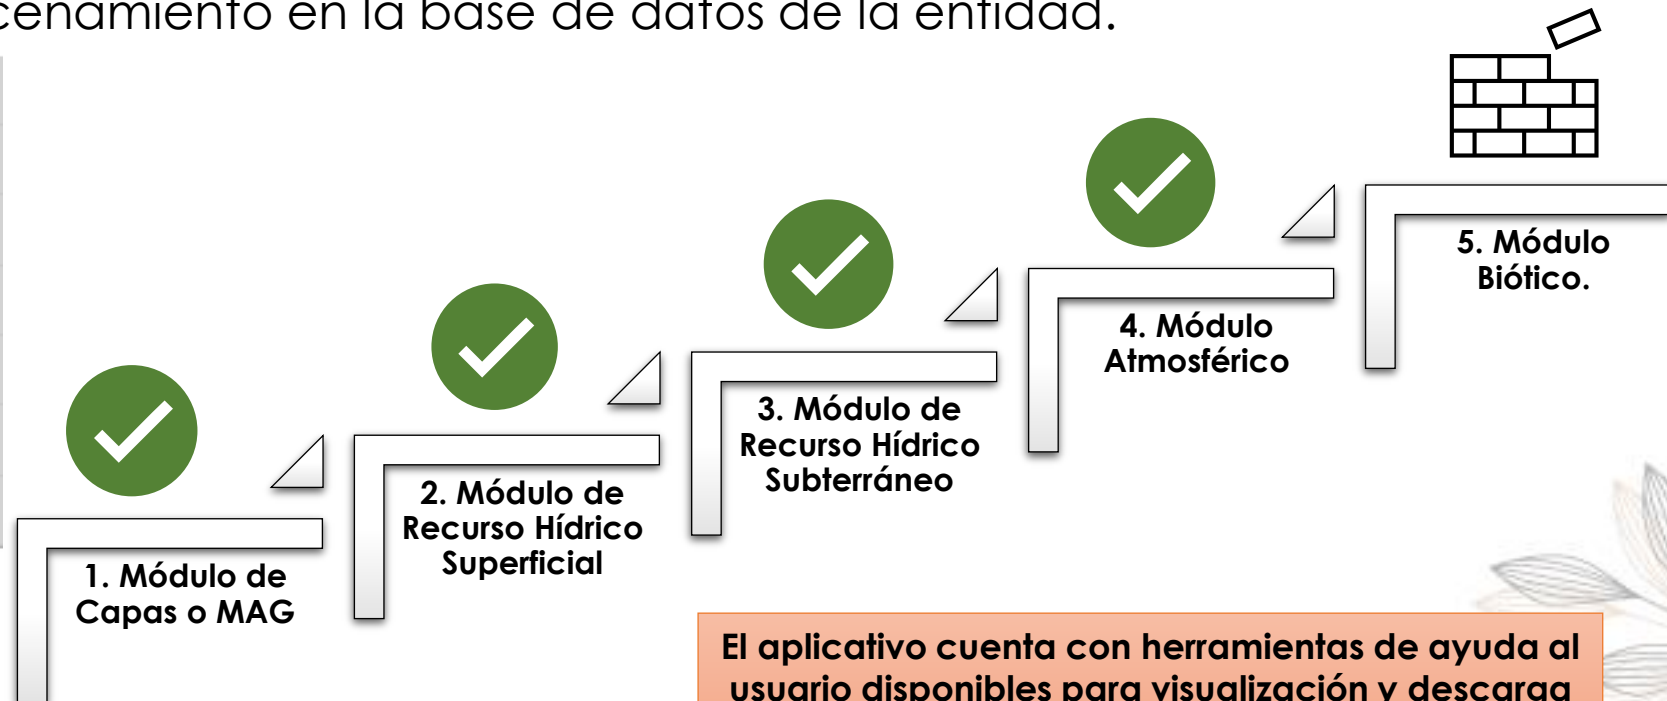 cenamiento en la base de datos de la entidad.
5. Módulo
Biótico.
4. Módulo
Atmosférico
3. Módulo de
Recurso Hídrico
Subterráneo
2. Módulo de
Recurso Hídrico
Superficial
1. Módulo de
Capas o MAG
El aplicativo cuenta con herramientas de ayuda al
usuario disponibles para visualización y descarga